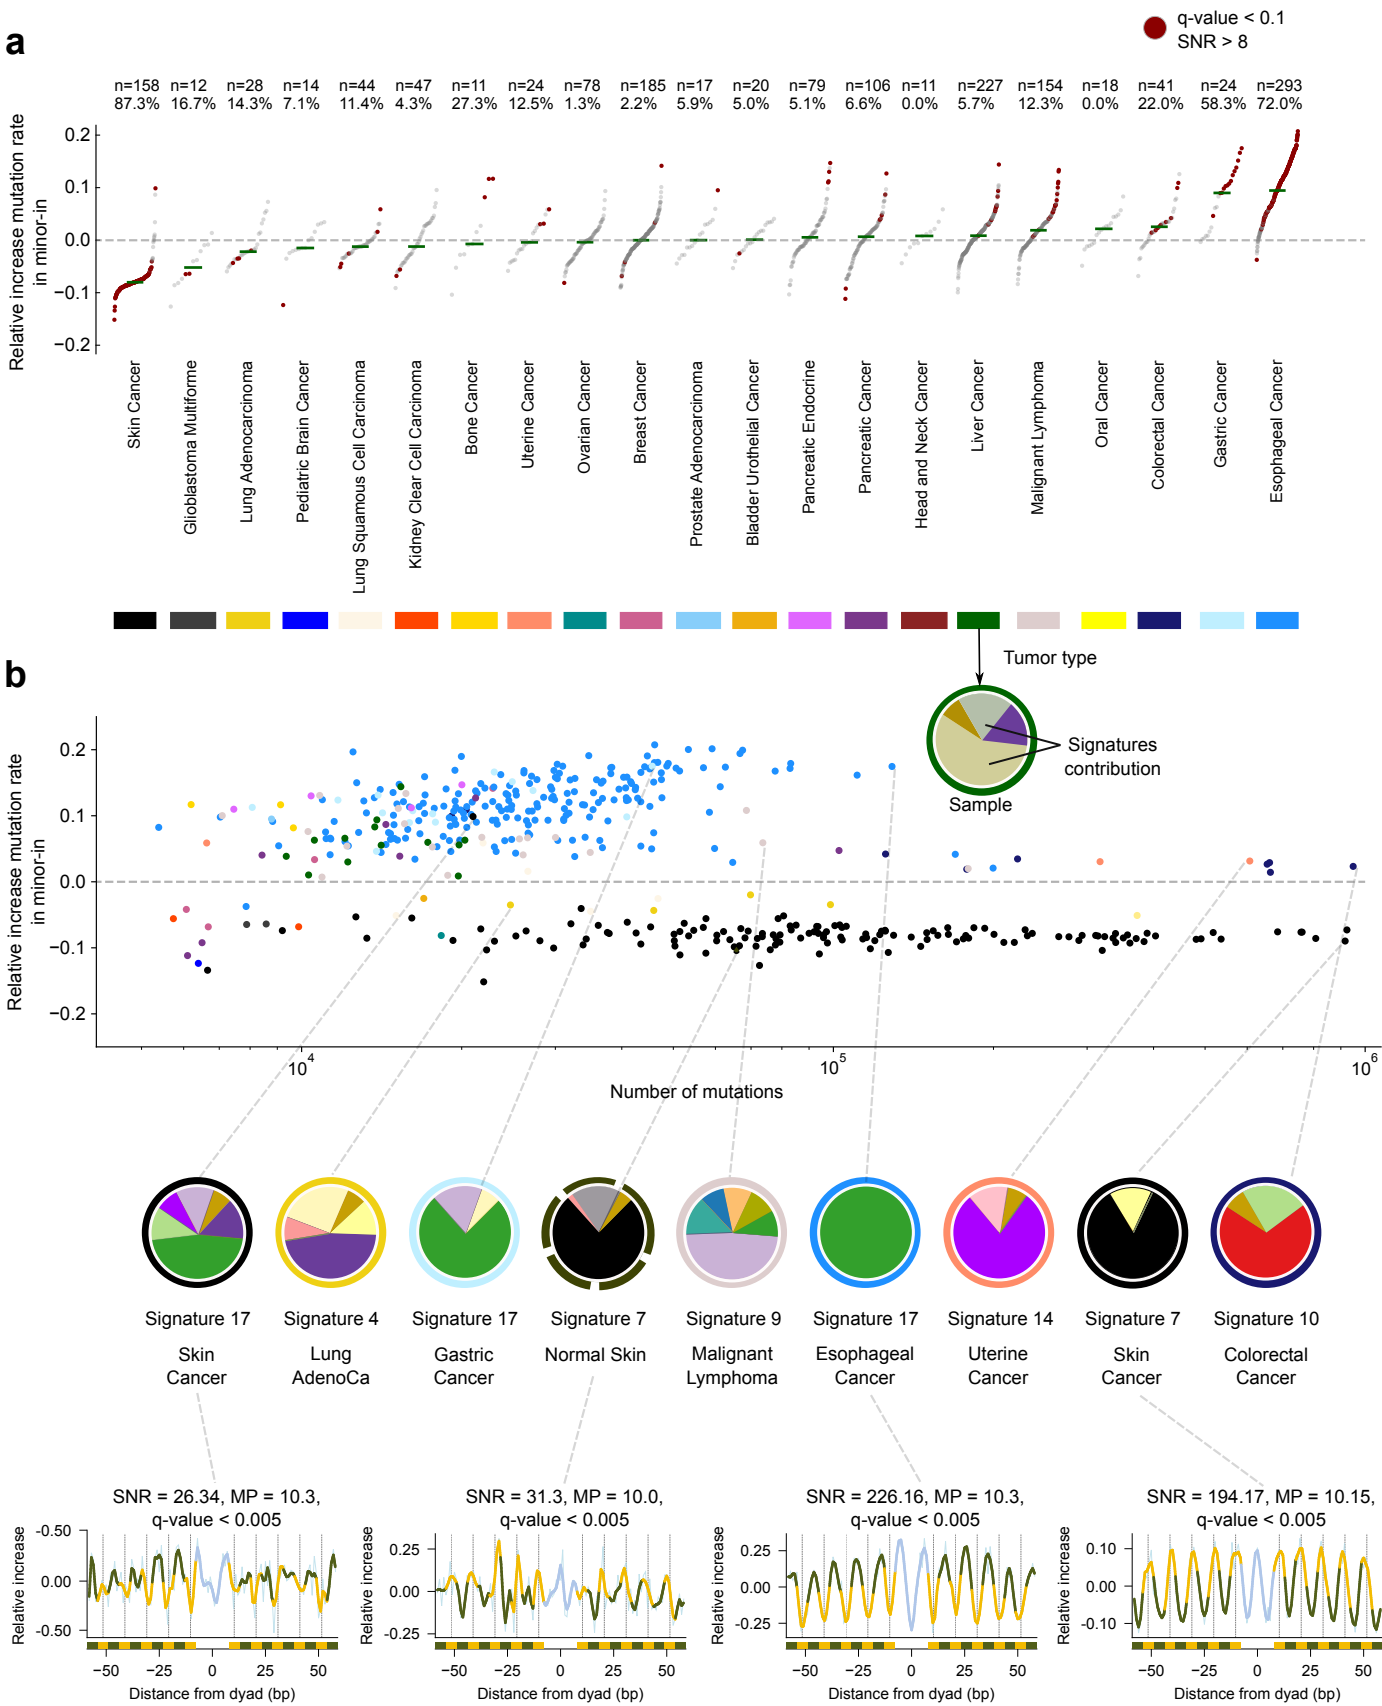 a
q-value < 0.1
SNR > 8
n=158 n=12 n=28 n=14 n=44 n=47 n=11 n=24 n=78 n=185 n=17 n=20 n=79 n=106 n=11 n=227 n=154 n=18 n=41 n=24 n=293
87.3% 16.7% 14.3% 7.1% 11.4% 4.3% 27.3% 12.5% 1.3% 2.2% 5.9% 5.0% 5.1% 6.6% 0.0% 5.7% 12.3% 0.0% 22.0% 58.3% 72.0%
Relative increase mutation rate
in minor-in
0.2
0.1
0.0
−0.1
−0.2
Skin Cancer
Glioblastoma Multiforme
Lung Adenocarcinoma
Pediatric Brain Cancer
Lung Squamous Cell Carcinoma
Kidney Clear Cell Carcinoma
Bone Cancer
Uterine Cancer
Ovarian Cancer
Breast Cancer
Prostate Adenocarcinoma
Bladder Urothelial Cancer
Pancreatic Endocrine
Pancreatic Cancer
Head and Neck Cancer
Liver Cancer
Malignant Lymphoma
Oral Cancer
Colorectal Cancer
Gastric Cancer
Esophageal Cancer
Tumor type
b
Signatures
contribution
Sample
Relative increase mutation rate
in minor-in
0.2
0.1
0.0
−0.1
−0.2
10^4 10^5 10^6
Number of mutations
Signature 17 Signature 4 Signature 17 Signature 7 Signature 9 Signature 17 Signature 14 Signature 7 Signature 10
Skin Lung Gastric Normal Skin Malignant Esophageal Uterine Skin Colorectal
Cancer AdenoCa Cancer Lymphoma Cancer Cancer Cancer Cancer
SNR = 26.34, MP = 10.3,
q-value < 0.005
Relative increase
-0.50
0.00
-0.50
−50 0 50
Distance from dyad (bp)
SNR = 31.3, MP = 10.0,
q-value < 0.005
Relative increase
0.25
0.00
-0.25
−50 0 50
Distance from dyad (bp)
SNR = 226.16, MP = 10.3,
q-value < 0.005
Relative increase
0.25
0.00
-0.25
−50 0 50
Distance from dyad (bp)
SNR = 194.17, MP = 10.15,
q-value < 0.005
Relative increase
0.10
0.00
-0.10
−50 0 50
Distance from dyad (bp)